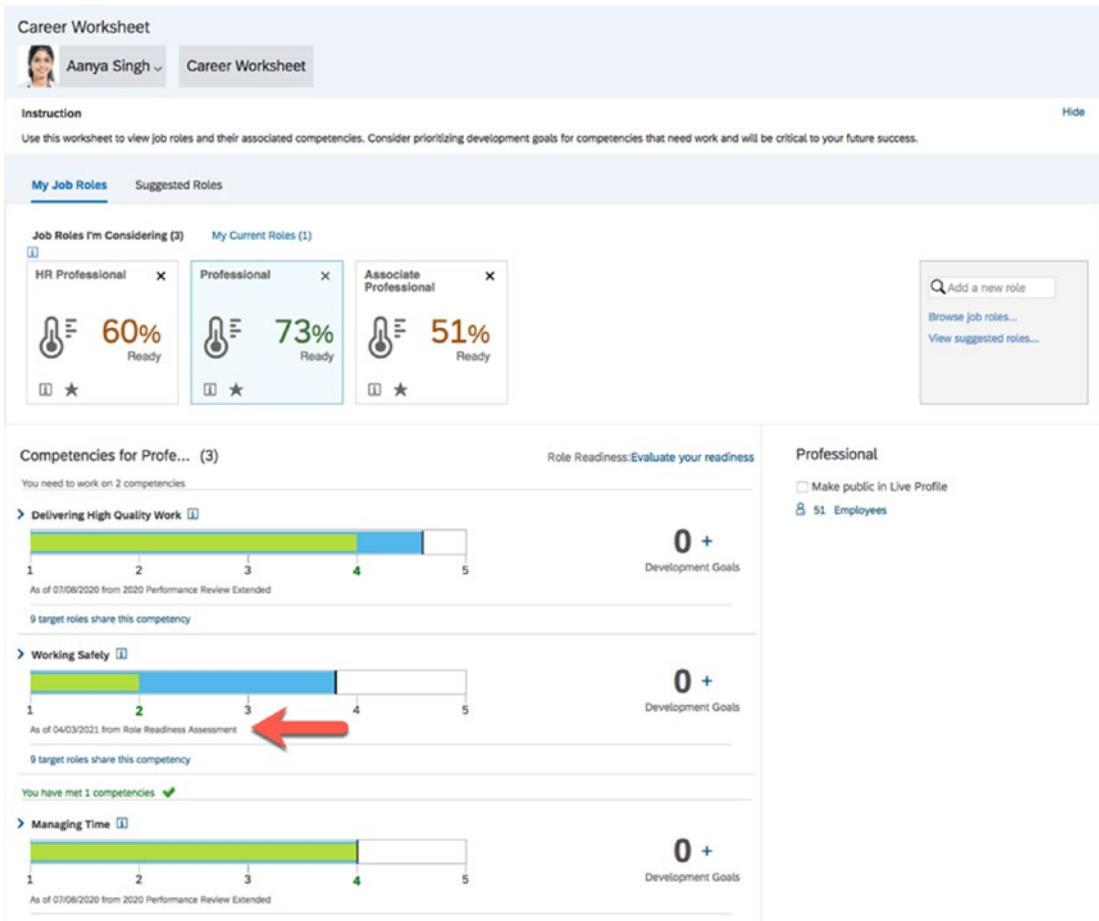 Career Worksheet
Aanya Singh
Career Worksheet
Instruction
Hide
Use this worksheet to view job roles and their associated competencies. Consider prioritizing development goals for competencies that need work and will be critical to your future success.
My Job Roles
Suggested Roles
Job Roles I'm Considering (3)
My Current Roles (1)
HR Professional
60%
Ready
Professional
73%
Ready
Associate
Professional
51%
Ready
Add a new role
Browse job roles...
View suggested roles...
Competencies for Profe... (3)
Role Readiness:Evaluate your readiness
You need to work on 2 competencies
Delivering High Quality Work
1 2 3 4 5
0 +
Development Goals
As of 07/08/2020 from 2020 Performance Review Extended
9 target roles share this competency
Working Safely
1 2 3 4 5
0 +
Development Goals
As of 04/03/2021 from Role Readiness Assessment
9 target roles share this competency
You have met 1 competencies
Managing Time
1 2 3 4 5
0 +
Development Goals
As of 07/08/2020 from 2020 Performance Review Extended
Professional
Make public in Live Profile
51 Employees